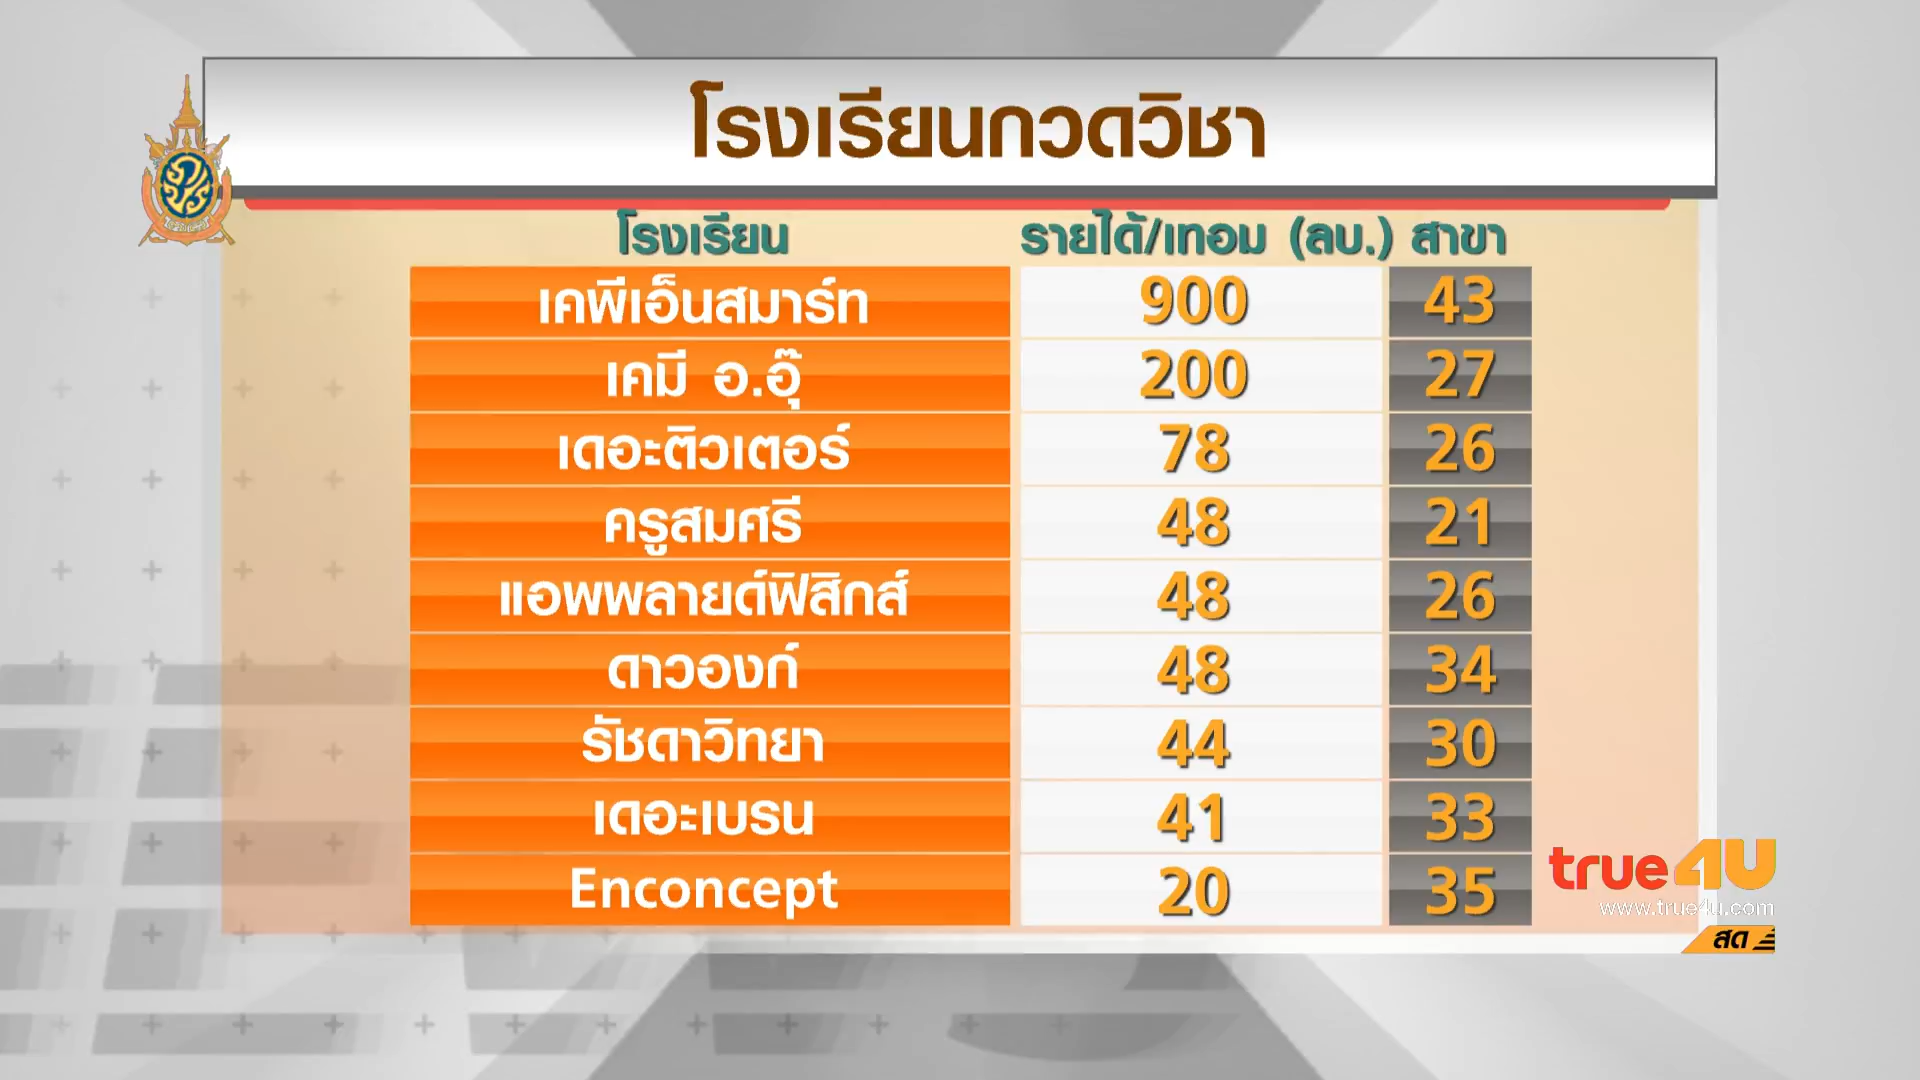 โรงเรียนกวดวิชา
โรงเรียน รายได้/เทอม (ลบ.) สาขา
เคพีเอ็นสมาร์ท 900 43
เคมี อ.อุ๊ 200 27
เดอะติวเตอร์ 78 26
ครูสมศรี 48 21
แอพพลายด์ฟิสิกส์ 48 26
ดาวองก์ 48 34
รัชดาวิทยา 44 30
เดอะเบรน 41 33
Enconcept 20 35
true4U
www.true4u.com
สด